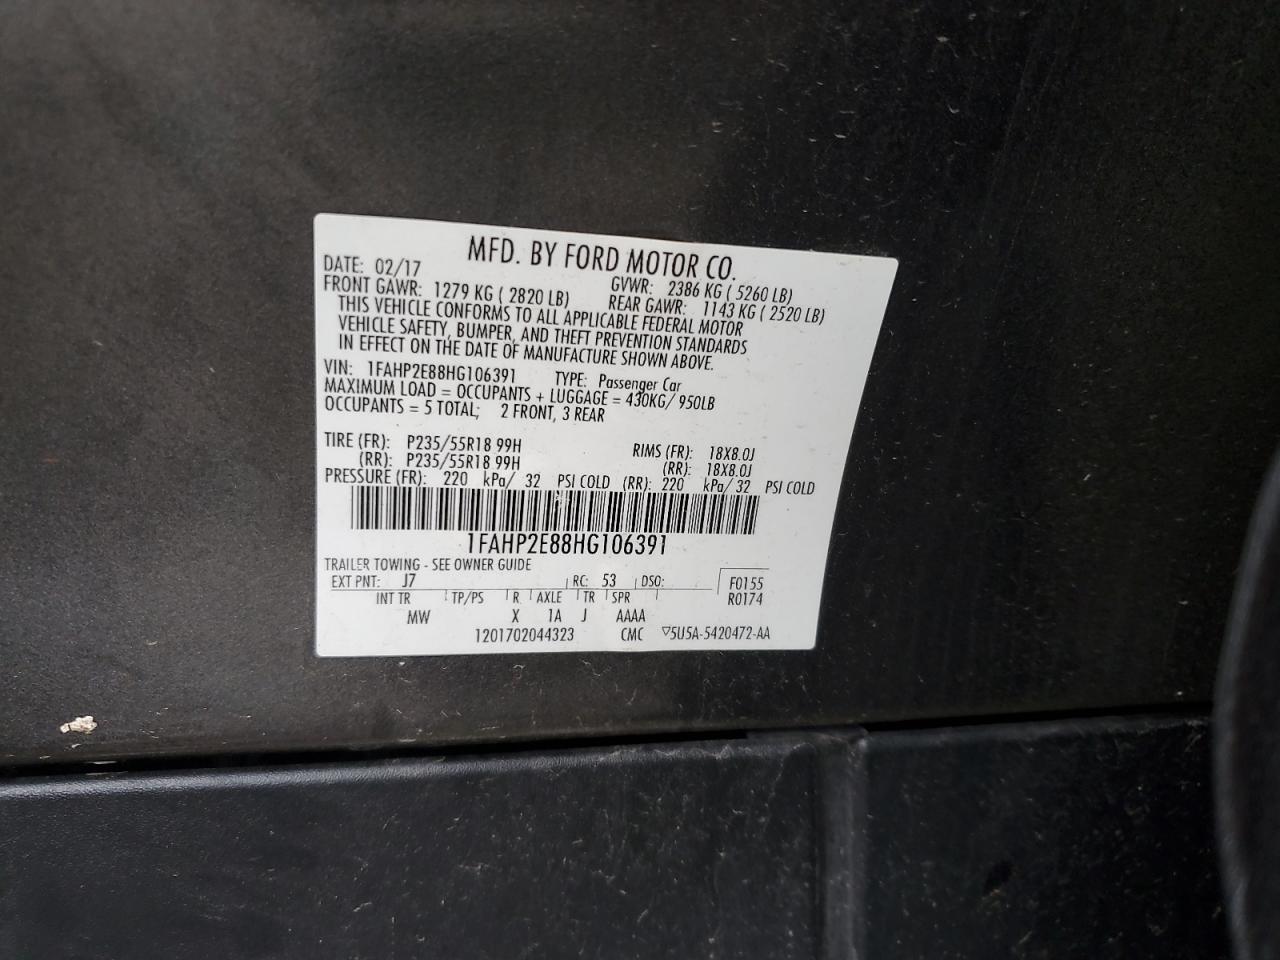 MFD. BY FORD MOTOR CO.
DATE: 02/17 GVWR: 2386 KG ( 5260 LB)
FRONT GAWR: 1279 KG ( 2820 LB) REAR GAWR: 1143 KG ( 2520 LB)
THIS VEHICLE CONFORMS TO ALL APPLICABLE FEDERAL MOTOR
VEHICLE SAFETY, BUMPER, AND THEFT PREVENTION STANDARDS
IN EFFECT ON THE DATE OF MANUFACTURE SHOWN ABOVE.
VIN: 1FAHP2E88HG106391 TYPE: Passenger Car
MAXIMUM LOAD = OCCUPANTS + LUGGAGE = 430KG/ 950LB
OCCUPANTS = 5 TOTAL; 2 FRONT, 3 REAR
TIRE (FR): P235/55R18 99H RIMS (FR): 18X8.0J
(RR): P235/55R18 99H (RR): 18X8.0J
PRESSURE (FR): 220 kPa/ 32 PSI COLD (RR): 220 kPa/ 32 PSI COLD
1FAHP2E88HG106391
TRAILER TOWING - SEE OWNER GUIDE
EXT PNT: J7 RC: 53 DSO: F0155
R0174
INT TR TP/PS R AXLE TR SPR
MW X 1A J AAAA
1201702044323 CMC ▽5U5A-5420472-AA